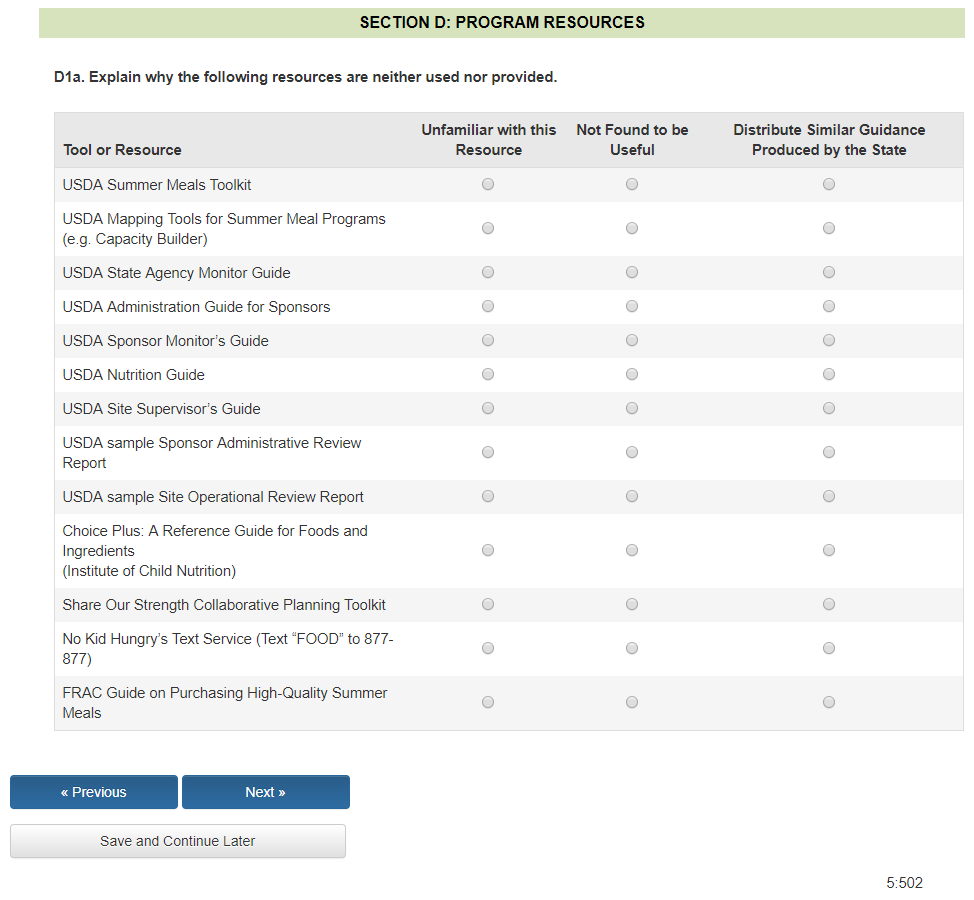 SECTION D: PROGRAM RESOURCES
D1a. Explain why the following resources are neither used nor provided.
Tool or Resource
Unfamiliar with this
Resource
Not Found to be
Useful
Distribute Similar Guidance
Produced by the State
USDA Summer Meals Toolkit
USDA Mapping Tools for Summer Meal Programs
(e.g. Capacity Builder)
USDA State Agency Monitor Guide
USDA Administration Guide for Sponsors
USDA Sponsor Monitor’s Guide
USDA Nutrition Guide
USDA Site Supervisor’s Guide
USDA sample Sponsor Administrative Review
Report
USDA sample Site Operational Review Report
Choice Plus: A Reference Guide for Foods and
Ingredients
(Institute of Child Nutrition)
Share Our Strength Collaborative Planning Toolkit
No Kid Hungry’s Text Service (Text “FOOD” to 877-
877)
FRAC Guide on Purchasing High-Quality Summer
Meals
« Previous
Next »
Save and Continue Later
5:502